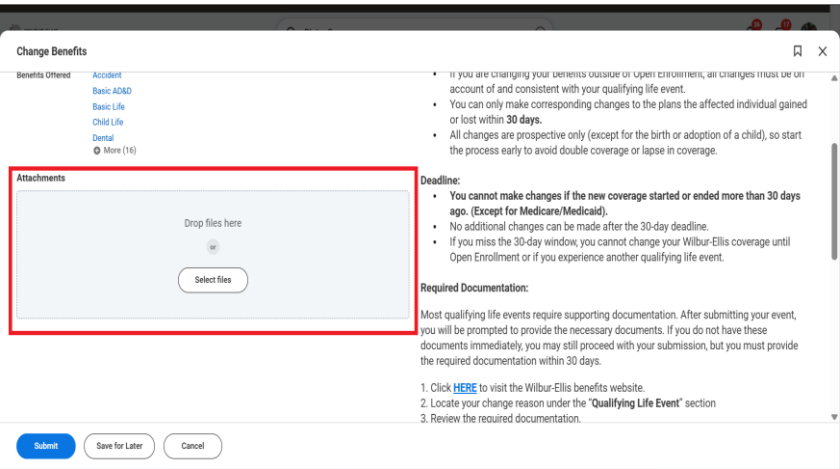 Change Benefits
Benefits Offered
Accident
Basic AD&D
Basic Life
Child Life
Dental
More (16)
Attachments
Drop files here
or
Select files
• If you are changing your benefits outside of Open Enrollment, all changes must be on
account of and consistent with your qualifying life event.
• You can only make corresponding changes to the plans the affected individual gained
or lost within 30 days.
• All changes are prospective only (except for the birth or adoption of a child), so start
the process early to avoid double coverage or lapse in coverage.
Deadline:
• You cannot make changes if the new coverage started or ended more than 30 days
ago. (Except for Medicare/Medicaid).
• No additional changes can be made after the 30-day deadline.
• If you miss the 30-day window, you cannot change your Wilbur-Ellis coverage until
Open Enrollment or if you experience another qualifying life event.
Required Documentation:
Most qualifying life events require supporting documentation. After submitting your event,
you will be prompted to provide the necessary documents. If you do not have these
documents immediately, you may still proceed with your submission, but you must provide
the required documentation within 30 days.
1. Click HERE to visit the Wilbur-Ellis benefits website.
2. Locate your change reason under the "Qualifying Life Event" section
3. Review the required documentation.
Submit
Save for Later
Cancel